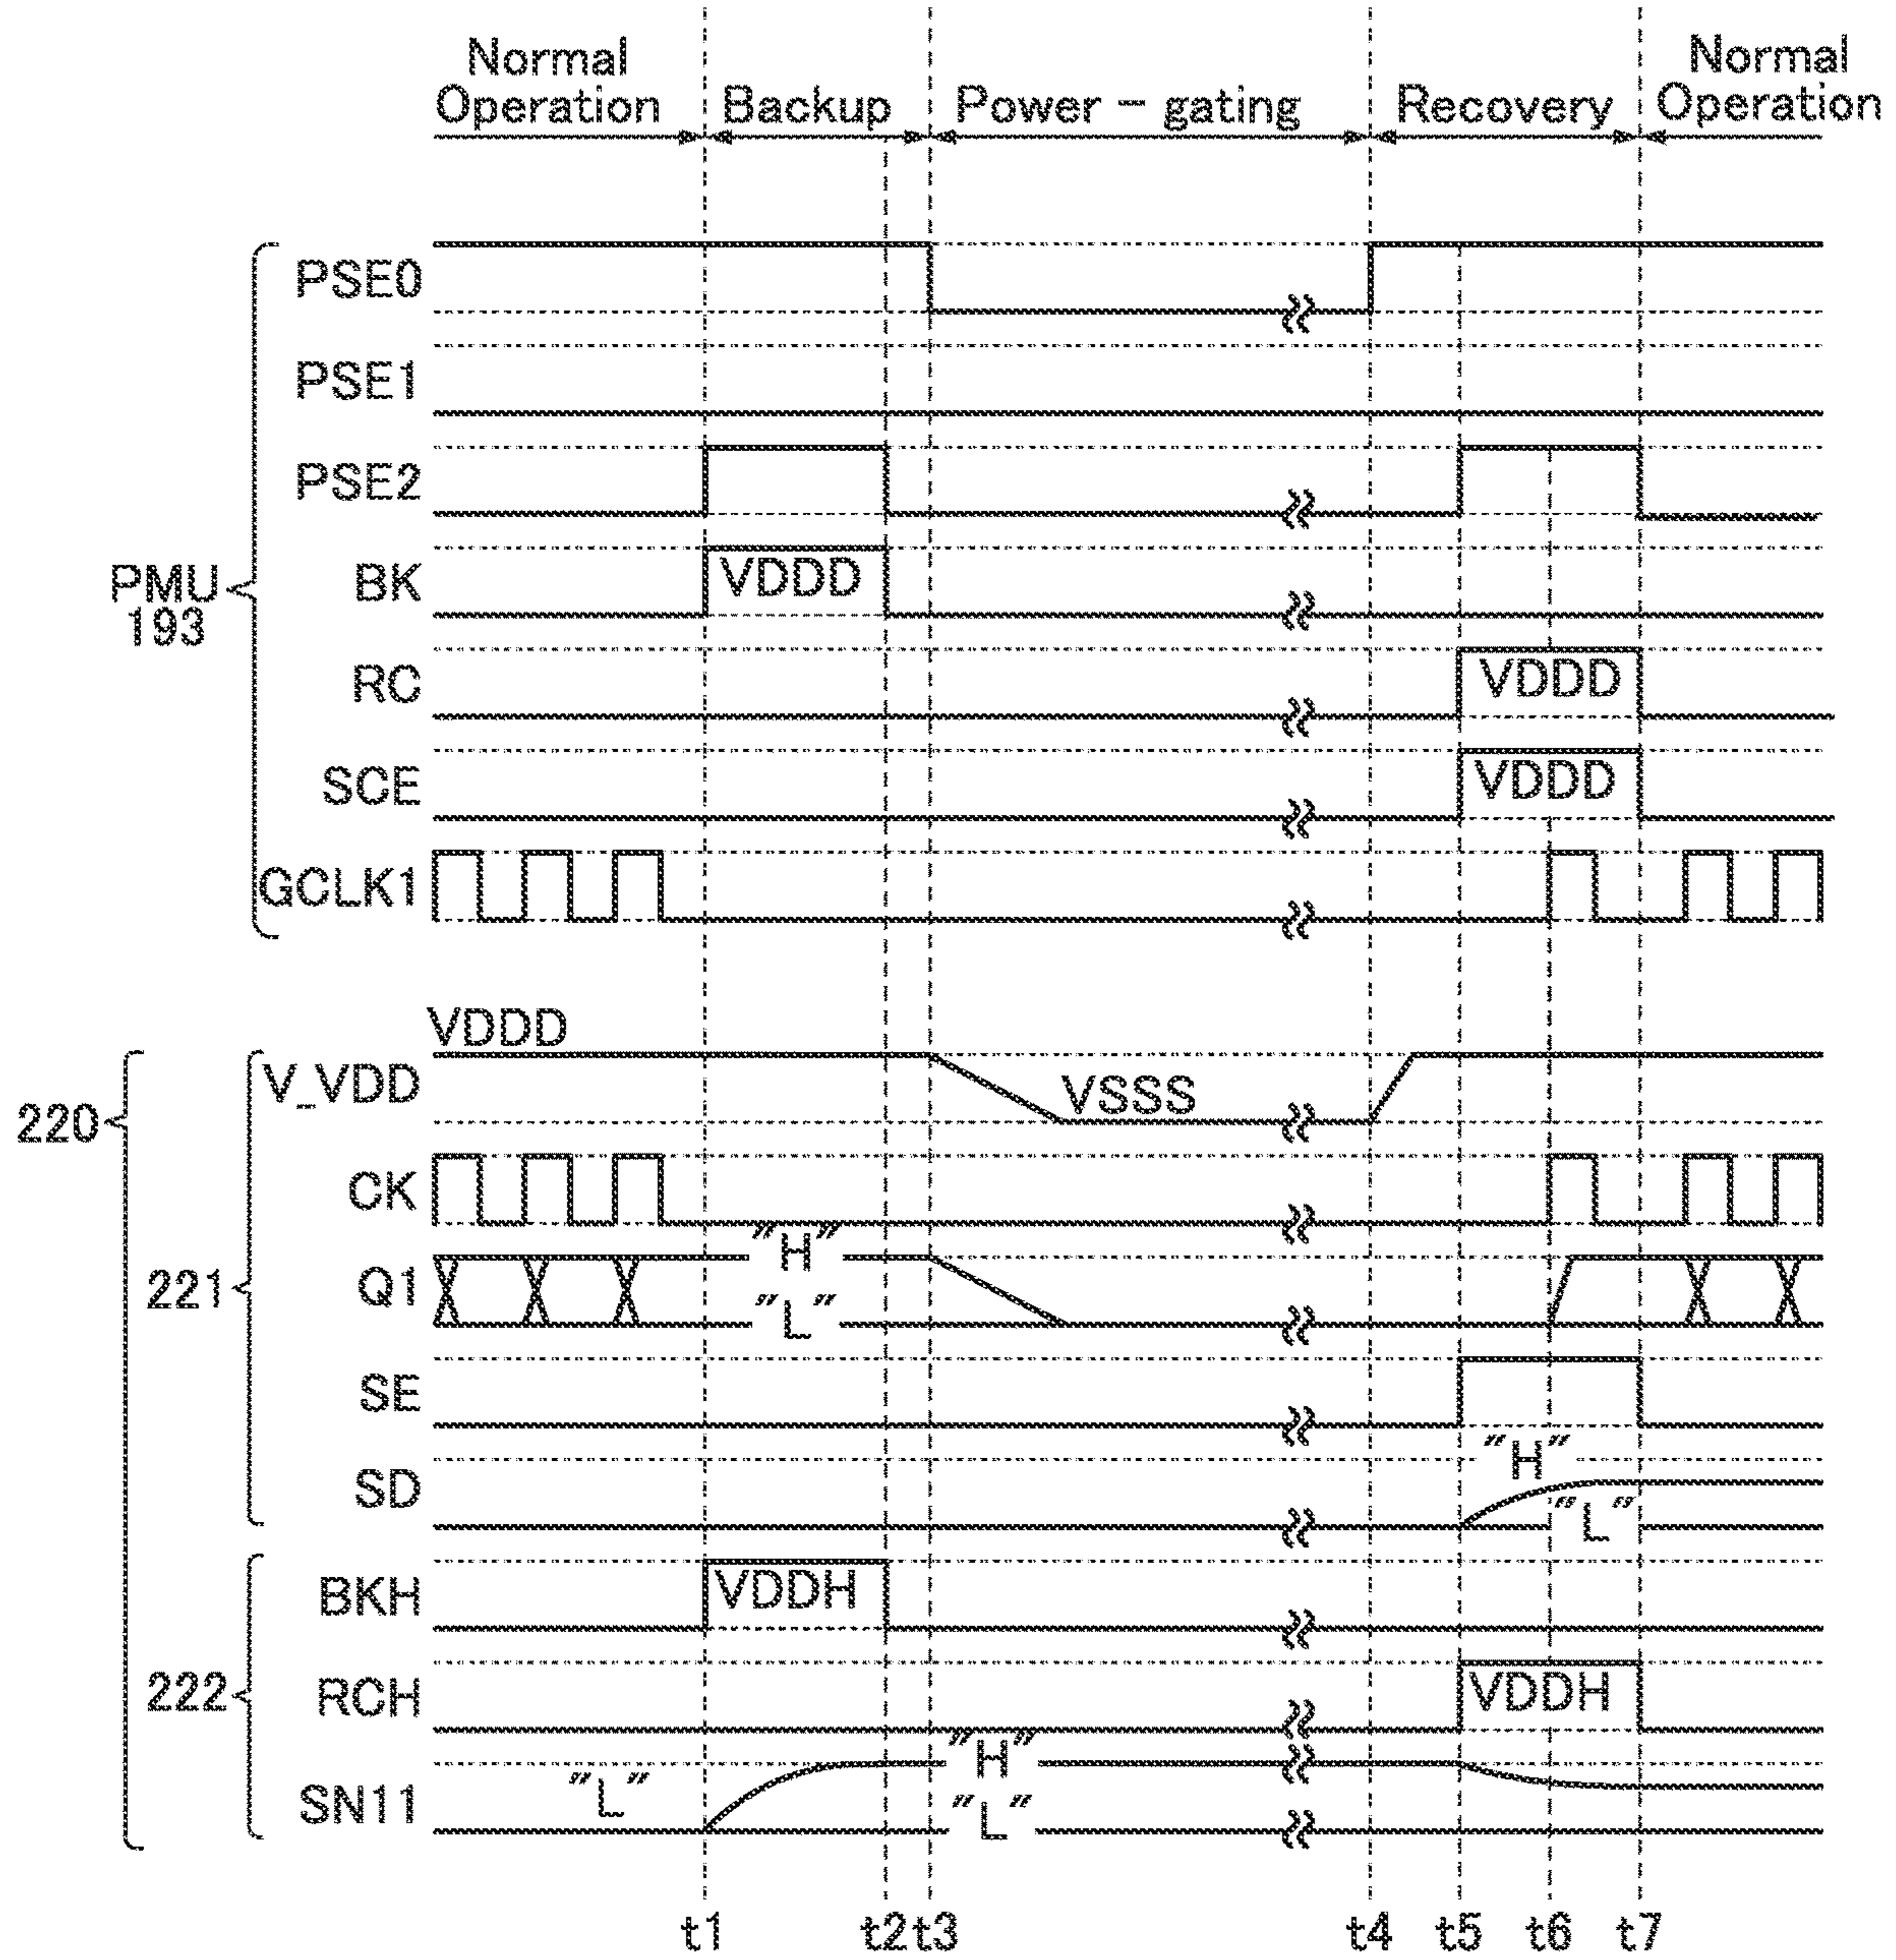 Normal
Operation
Backup
Power - gating
Recovery
Normal
Operation
PMU
193
PSE0
PSE1
PSE2
BK
VDDD
RC
VDDD
SCE
VDDD
GCLK1
220
221
VDDD
V_VDD
VSSS
CK
Q1
"H"
"L"
SE
SD
"H"
"L"
222
BKH
VDDH
RCH
VDDH
SN11
"L"
"H"
"L"
t1
t2
t3
t4
t5
t6
t7